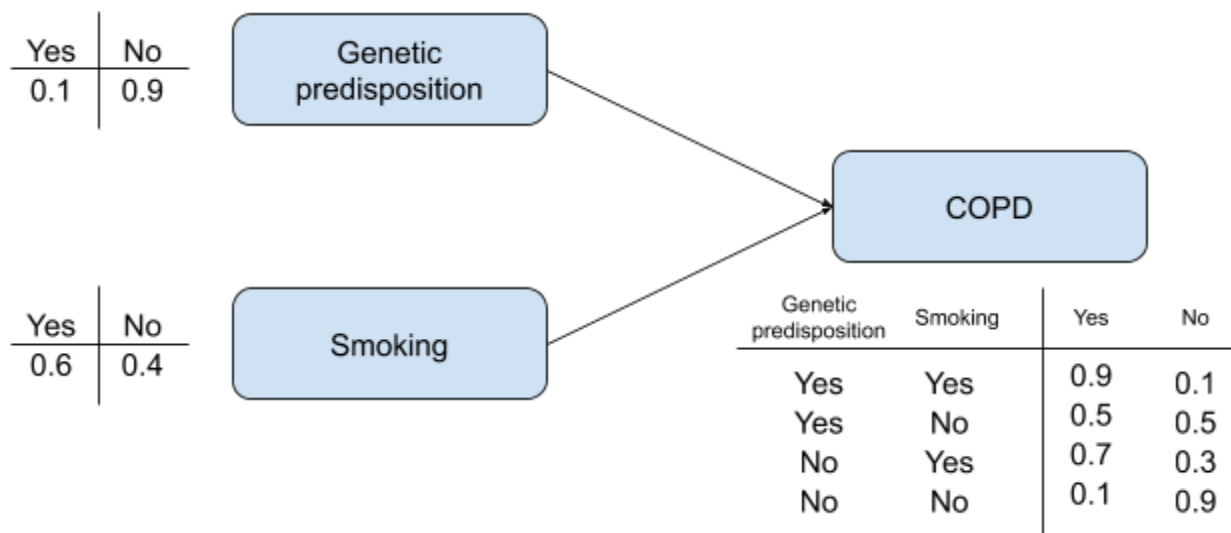 Yes No
0.1 0.9
Genetic
predisposition
COPD
Yes No
0.6 0.4
Smoking
Genetic
predisposition Smoking Yes No
Yes Yes 0.9 0.1
Yes No 0.5 0.5
No Yes 0.7 0.3
No No 0.1 0.9